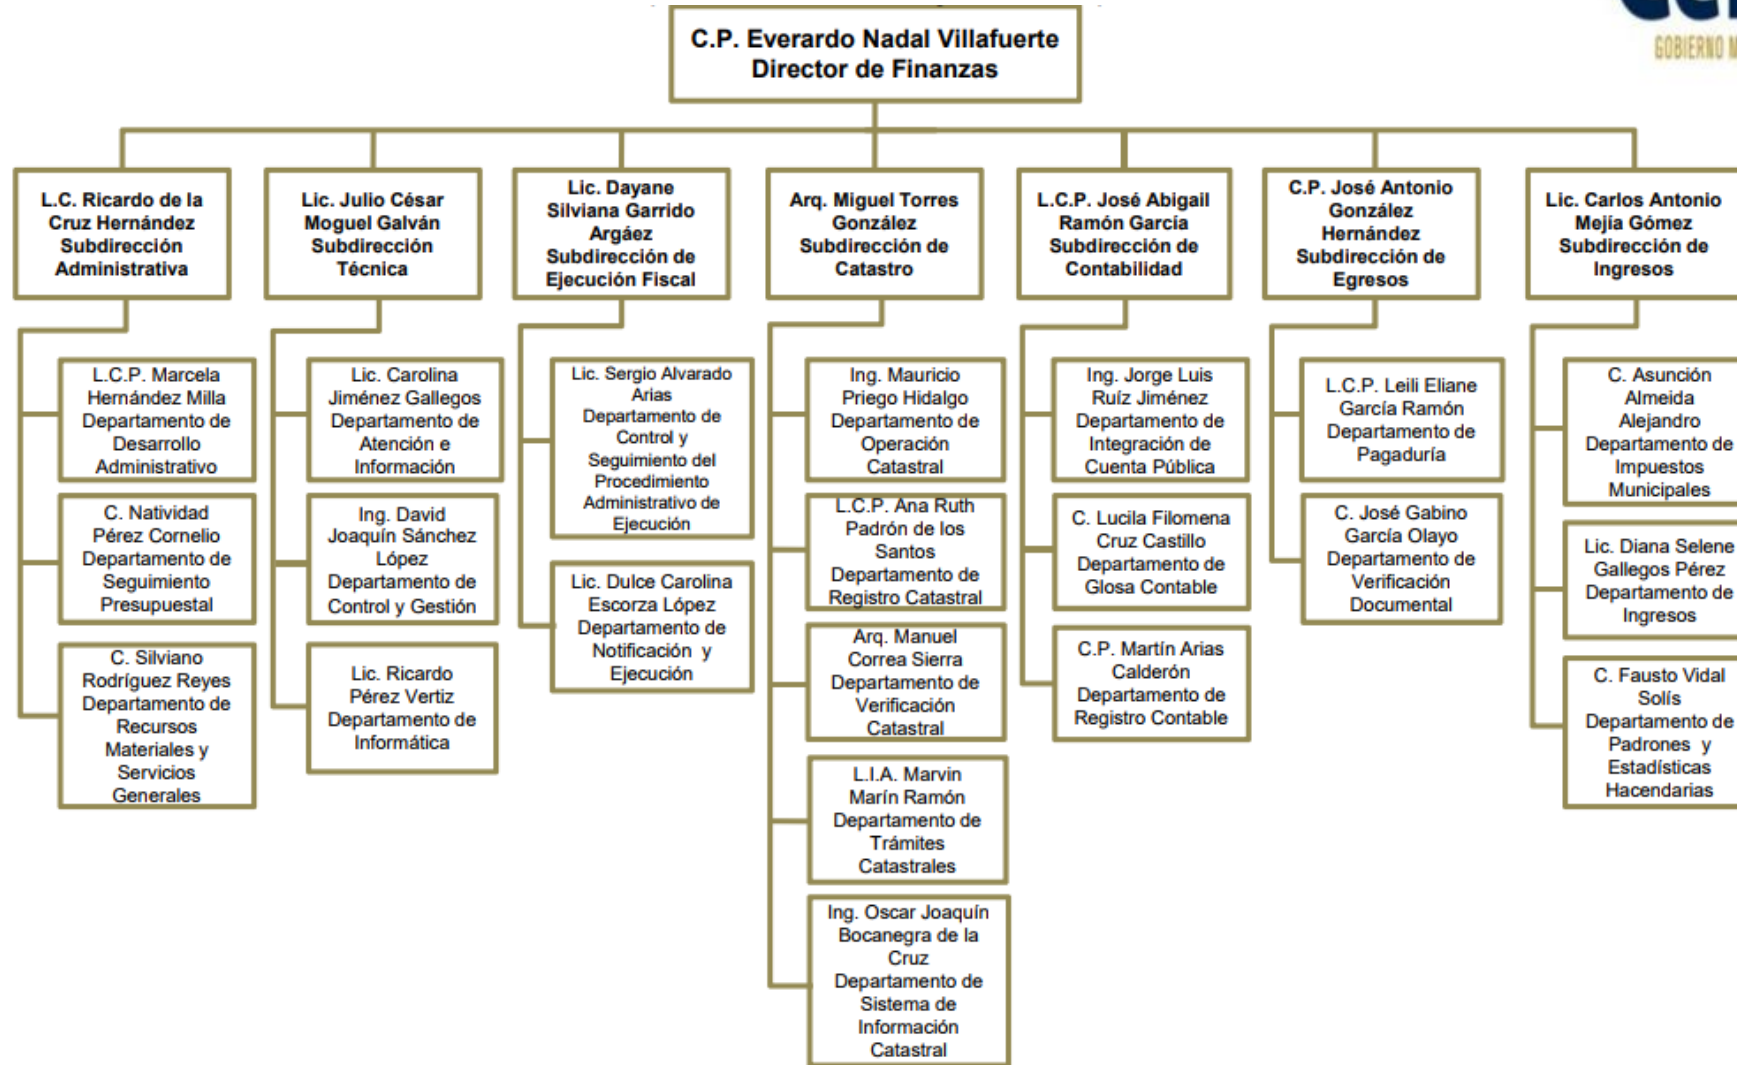 C.P. Everardo Nadal Villafuerte
Director de Finanzas
GOBIERNO
L.C. Ricardo de la
Cruz Hernández
Subdirección
Administrativa
Lic. Julio César
Moguel Galván
Subdirección
Técnica
Lic. Dayane
Silviana Garrido
Argáez
Subdirección de
Ejecución Fiscal
Arq. Miguel Torres
González
Subdirección de
Catastro
L.C.P. José Abigail
Ramón García
Subdirección de
Contabilidad
C.P. José Antonio
González
Hernández
Subdirección de
Egresos
Lic. Carlos Antonio
Mejía Gómez
Subdirección de
Ingresos
L.C.P. Marcela
Hernández Milla
Departamento de
Desarrollo
Administrativo
C. Natividad
Pérez Cornelio
Departamento de
Seguimiento
Presupuestal
C. Silviano
Rodríguez Reyes
Departamento de
Recursos
Materiales y
Servicios
Generales
Lic. Carolina
Jiménez Gallegos
Departamento de
Atención e
Información
Ing. David
Joaquín Sánchez
López
Departamento de
Control y Gestión
Lic. Ricardo
Pérez Vertiz
Departamento de
Informática
Lic. Sergio Alvarado
Arias
Departamento de
Control y
Seguimiento del
Procedimiento
Administrativo de
Ejecución
Lic. Dulce Carolina
Escorza López
Departamento de
Notificación y
Ejecución
Ing. Mauricio
Priego Hidalgo
Departamento de
Operación
Catastral
L.C.P. Ana Ruth
Padrón de los
Santos
Departamento de
Registro Catastral
Arq. Manuel
Correa Sierra
Departamento de
Verificación
Catastral
L.I.A. Marvin
Marín Ramón
Departamento de
Trámites
Catastrales
Ing. Oscar Joaquín
Bocanegra de la
Cruz
Departamento de
Sistema de
Información
Catastral
Ing. Jorge Luis
Ruíz Jiménez
Departamento de
Integración de
Cuenta Pública
C. Lucila Filomena
Cruz Castillo
Departamento de
Glosa Contable
C.P. Martín Arias
Calderón
Departamento de
Registro Contable
L.C.P. Leili Eliane
García Ramón
Departamento de
Pagaduría
C. José Gabino
García Olayo
Departamento de
Verificación
Documental
C. Asunción
Almeida
Alejandro
Departamento de
Impuestos
Municipales
Lic. Diana Selene
Gallegos Pérez
Departamento de
Ingresos
C. Fausto Vidal
Solís
Departamento de
Padrones y
Estadísticas
Hacendarias